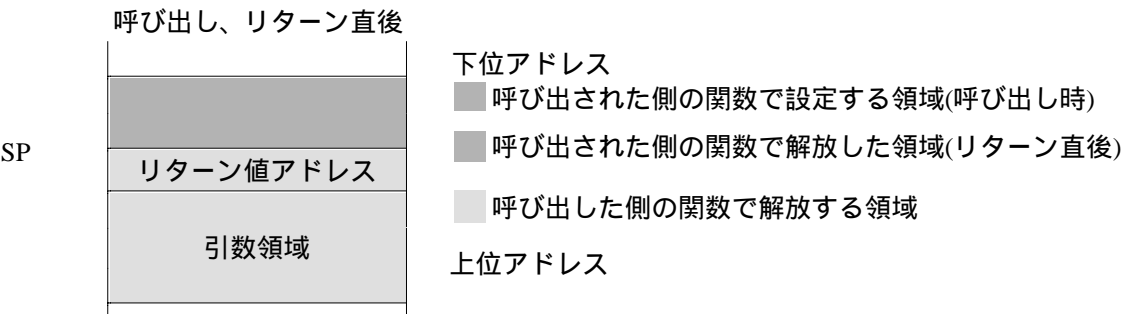 呼び出し、リターン直後
下位アドレス
呼び出された側の関数で設定する領域(呼び出し時)
SP
呼び出された側の関数で解放した領域(リターン直後)
リターン値アドレス
呼び出した側の関数で解放する領域
引数領域
上位アドレス